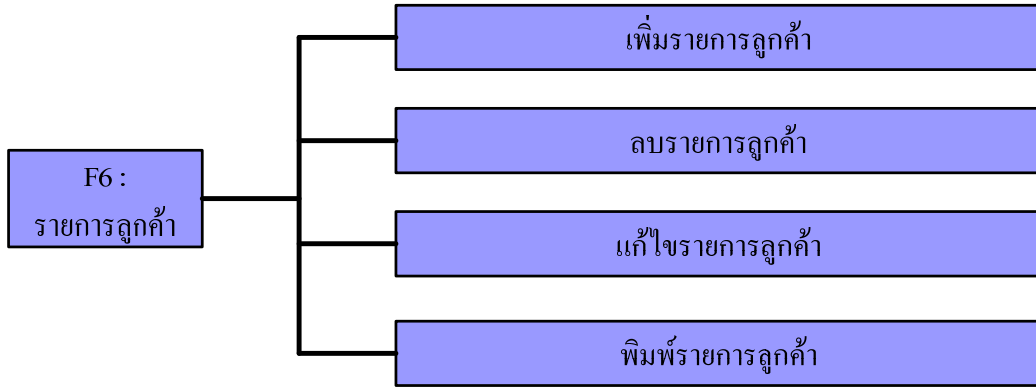 เพิ่มรายการลูกค้า
ลบรายการลูกค้า
F6 :
รายการลูกค้า
แก้ไขรายการลูกค้า
พิมพ์รายการลูกค้า